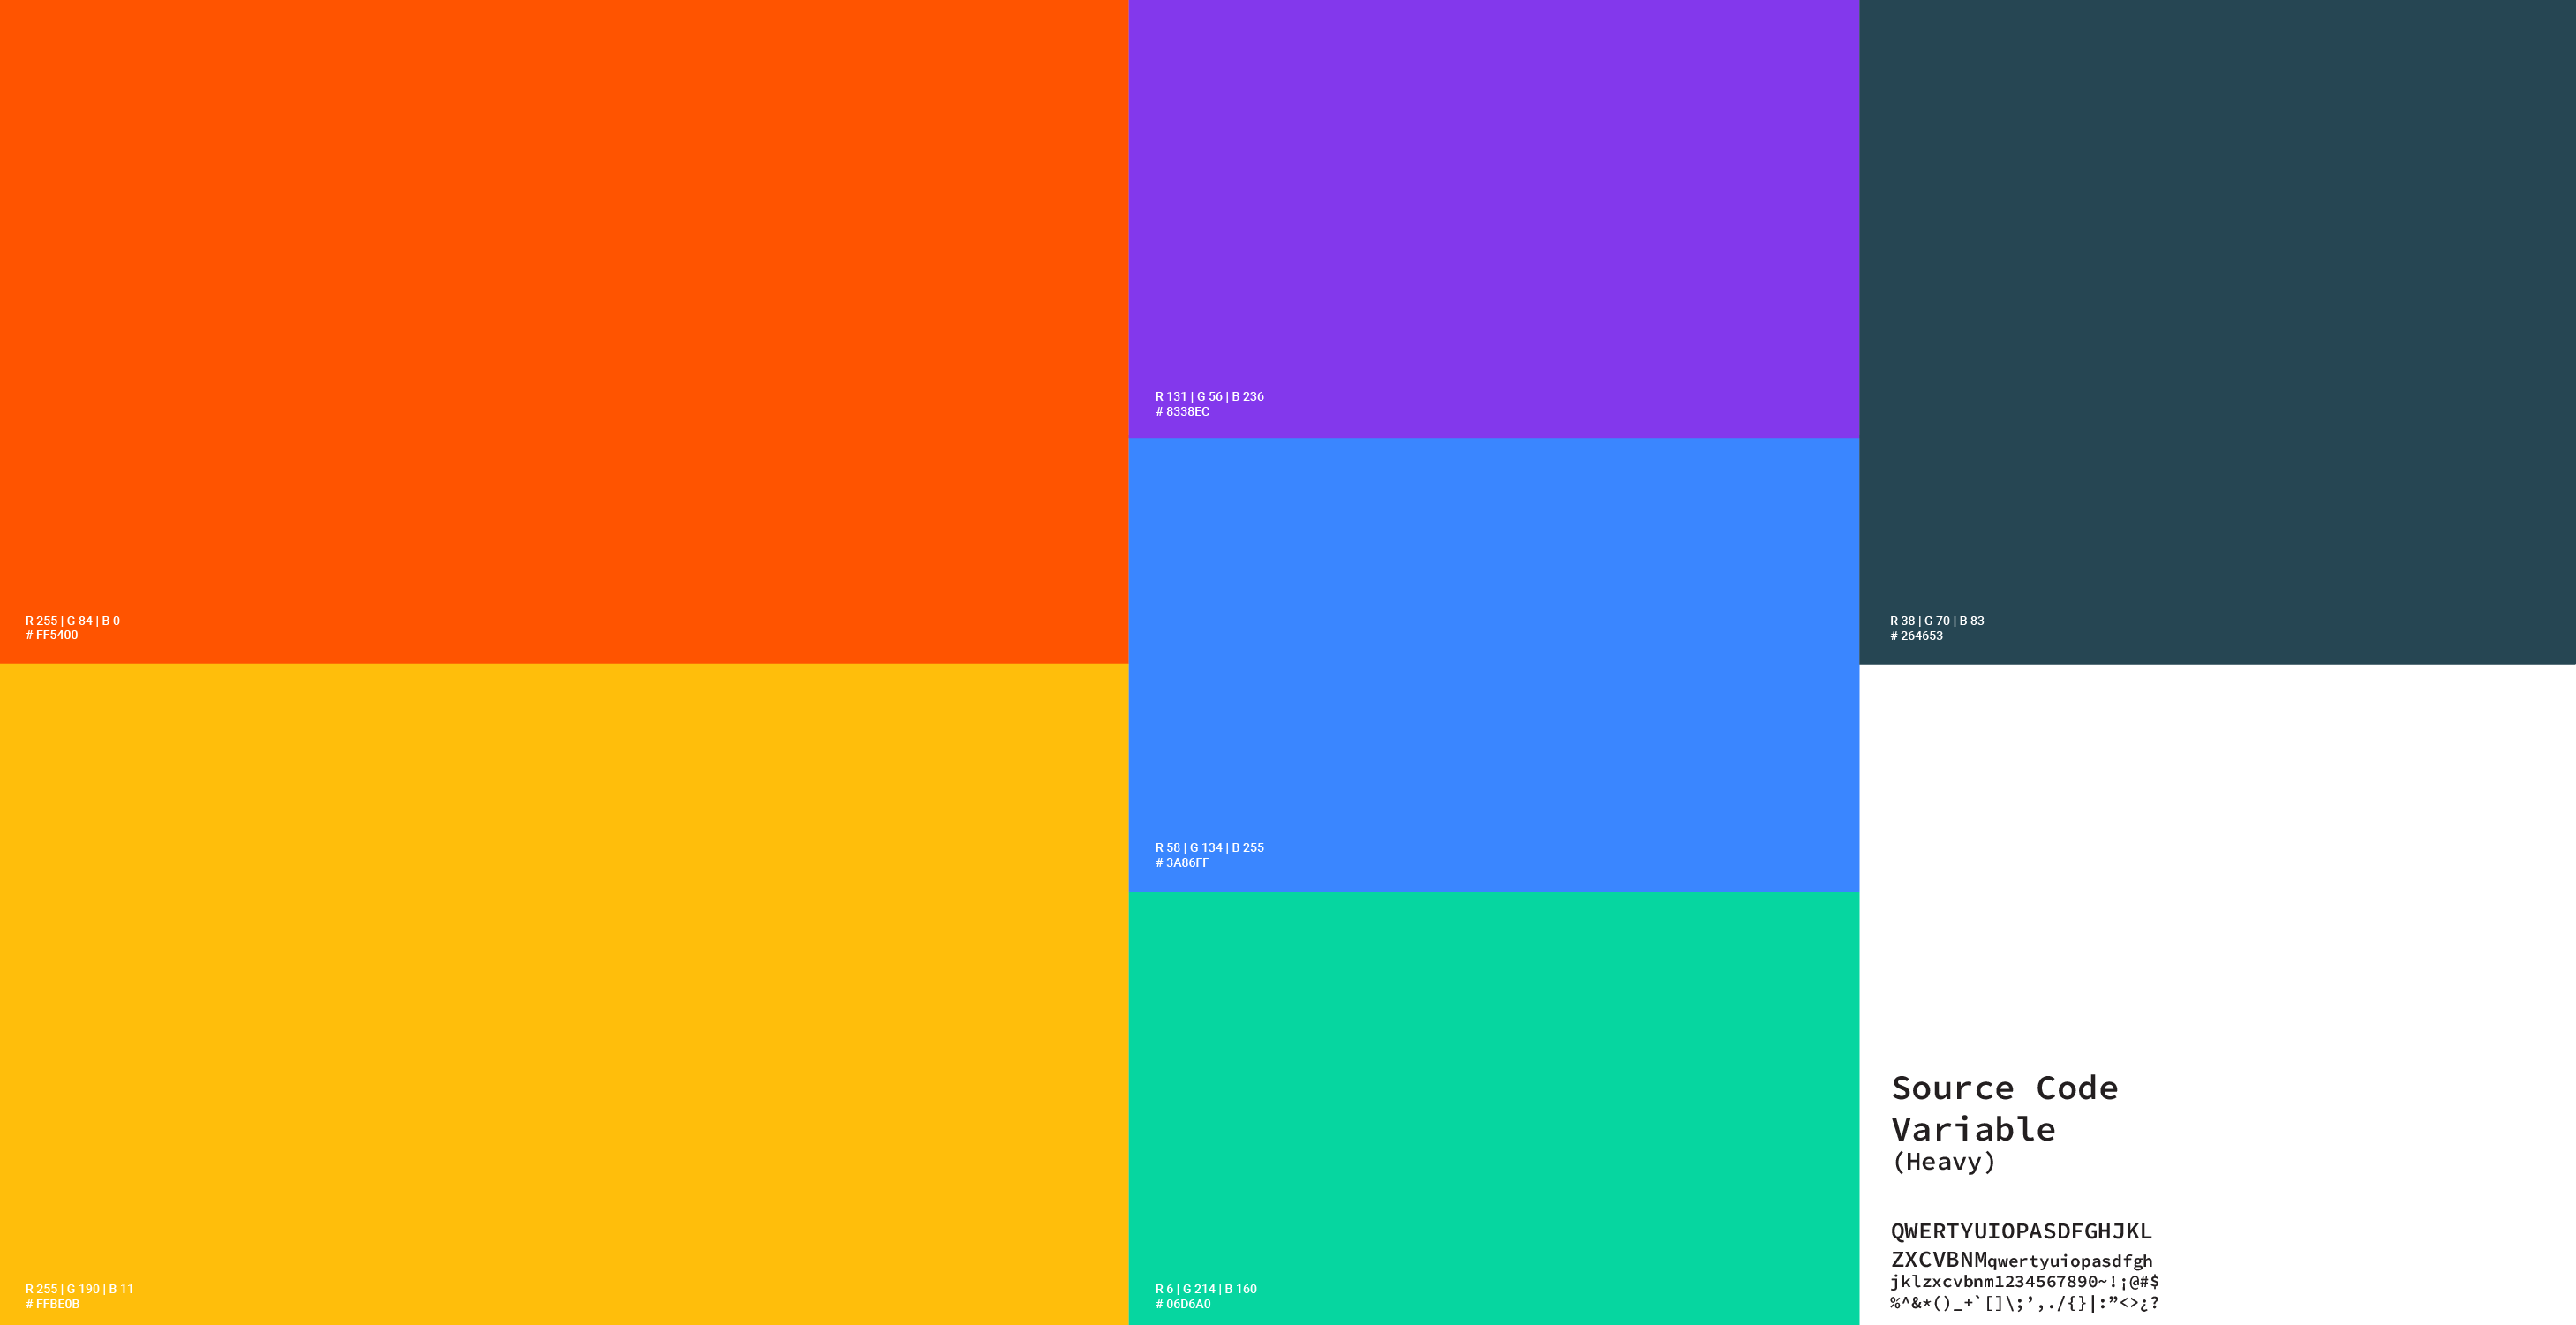 R 255 | G 84 | B 0
# FF5400
R 255 | G 190 | B 11
# FFBE0B
R 131 | G 56 | B 236
# 8338EC
R 58 | G 134 | B 255
# 3A86FF
R 6 | G 214 | B 160
# 06D6A0
R 38 | G 70 | B 83
# 264653
Source Code
Variable
(Heavy)
QWERTYUIOPASDFGHJKL
ZXCVBNMqwertyuiopasdfgh
jklzxcvbnm1234567890~!¡@#$
%^&*()_+`[]\;’,./{}|:”<>¿?